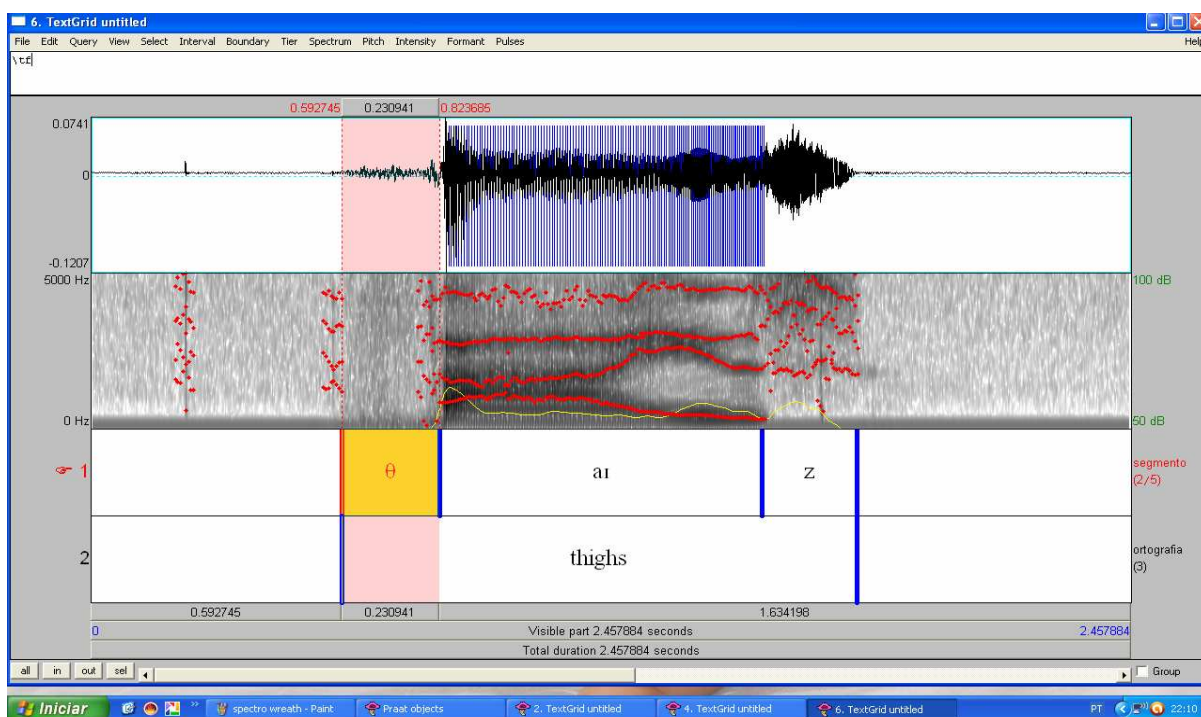 6. TextGrid untitled
File Edit Query View Select Interval Boundary Tier Spectrum Pitch Intensity Formant Pulses Help
\tf
0.592745 0.230941 0.823685
0.0741
0
-0.1207
5000 Hz 100 dB
0 Hz 50 dB
1 θ aɪ z segmento
(2/5)
2 thighs ortografia
(3)
0.592745 0.230941 1.634198
0 Visible part 2.457884 seconds 2.457884
Total duration 2.457884 seconds
all in out sel Group
Iniciar spectro wreath - Paint Praat objects 2. TextGrid untitled 4. TextGrid untitled 6. TextGrid untitled PT 22:10